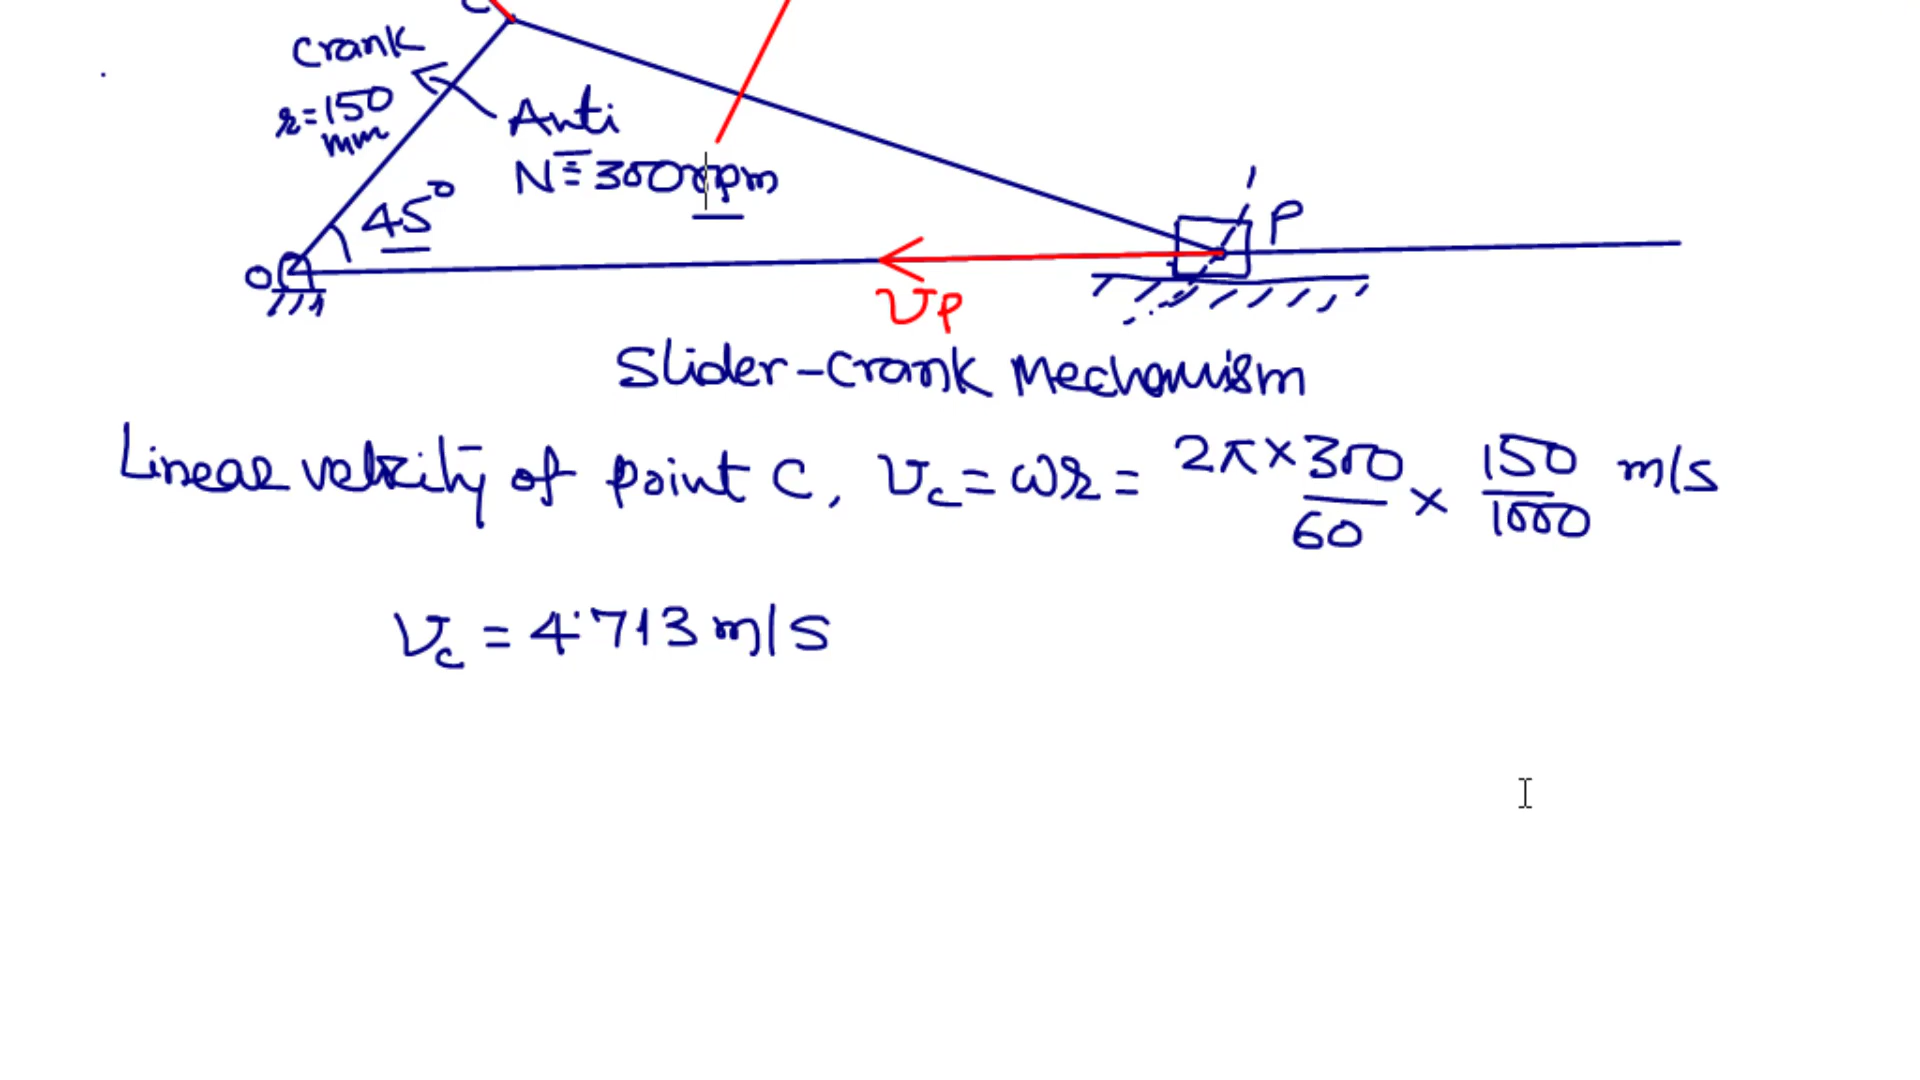 C
Crank
r=150
mm
Anti
N=300rpm
45°
O
P
VP
Slider-Crank Mechanism
Linear velocity of point C, Vc = ωr = 2π×300/60 × 150/1000 m/s
Vc = 4.713 m/s